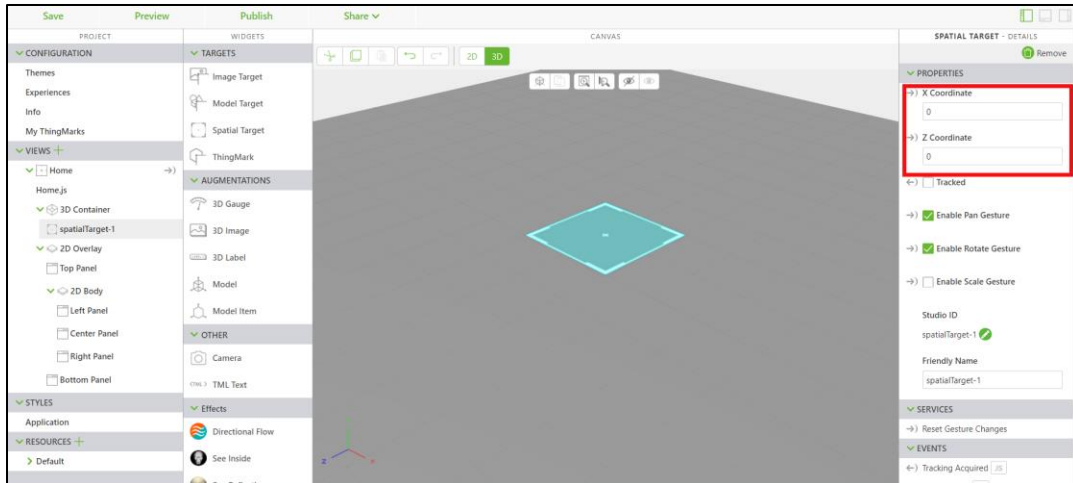 Save
Preview
Publish
Share
PROJECT
CONFIGURATION
Themes
Experiences
Info
My ThingMarks
VIEWS
Home
Home.js
3D Container
spatialTarget-1
2D Overlay
Top Panel
2D Body
Left Panel
Center Panel
Right Panel
Bottom Panel
STYLES
Application
RESOURCES
Default
WIDGETS
TARGETS
Image Target
Model Target
Spatial Target
ThingMark
AUGMENTATIONS
3D Gauge
3D Image
3D Label
Model
Model Item
OTHER
Camera
TML Text
Effects
Directional Flow
See Inside
CANVAS
2D
3D
z
x
SPATIAL TARGET - DETAILS
Remove
PROPERTIES
X Coordinate
0
Z Coordinate
0
Tracked
Enable Pan Gesture
Enable Rotate Gesture
Enable Scale Gesture
Studio ID
spatialTarget-1
Friendly Name
spatialTarget-1
SERVICES
Reset Gesture Changes
EVENTS
Tracking Acquired JS